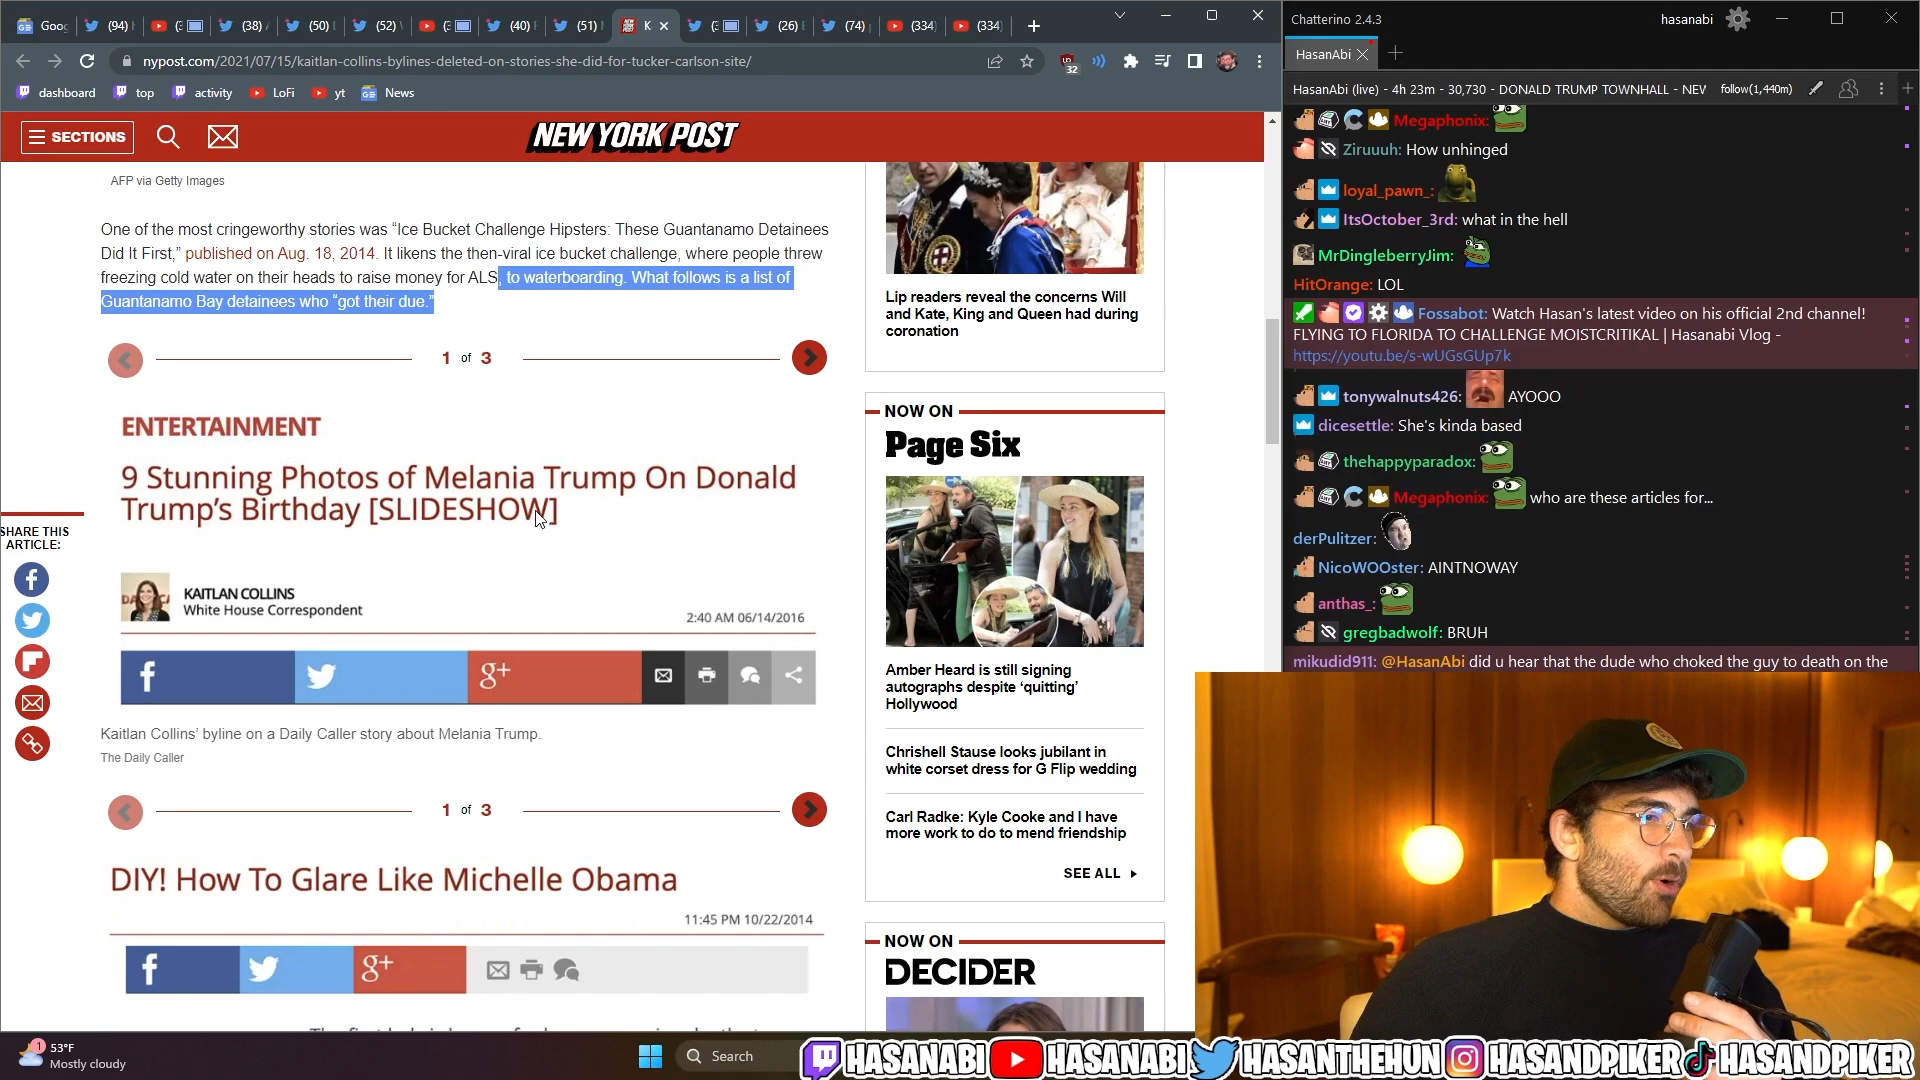 Goog
(94)
(38)
(50)
(52)
(40)
(51)
K
(26)
(74)
(334)
(334)
nypost.com/2021/07/15/kaitlan-collins-bylines-deleted-on-stories-she-did-for-tucker-carlson-site/
32
dashboard
top
activity
LoFi
yt
News
SECTIONS
NEW YORK POST
AFP via Getty Images
One of the most cringeworthy stories was “Ice Bucket Challenge Hipsters: These Guantanamo Detainees
Did It First,” published on Aug. 18, 2014. It likens the then-viral ice bucket challenge, where people threw
freezing cold water on their heads to raise money for ALS, to waterboarding. What follows is a list of
Guantanamo Bay detainees who “got their due.”
1 of 3
ENTERTAINMENT
9 Stunning Photos of Melania Trump On Donald
Trump’s Birthday [SLIDESHOW]
KAITLAN COLLINS
White House Correspondent
2:40 AM 06/14/2016
f
g+
Kaitlan Collins’ byline on a Daily Caller story about Melania Trump.
The Daily Caller
1 of 3
DIY! How To Glare Like Michelle Obama
11:45 PM 10/22/2014
f
g+
SHARE THIS
ARTICLE:
Lip readers reveal the concerns Will
and Kate, King and Queen had during
coronation
NOW ON
Page Six
Amber Heard is still signing
autographs despite ‘quitting’
Hollywood
Chrishell Stause looks jubilant in
white corset dress for G Flip wedding
Carl Radke: Kyle Cooke and I have
more work to do to mend friendship
SEE ALL
NOW ON
DECIDER
Chatterino 2.4.3
hasanabi
HasanAbi
HasanAbi (live) - 4h 23m - 30,730 - DONALD TRUMP TOWNHALL - NEW
follow(1,440m)
Megaphonix:
Ziruuuh: How unhinged
loyal_pawn_:
ItsOctober_3rd: what in the hell
MrDingleberryJim:
HitOrange: LOL
Fossabot: Watch Hasan's latest video on his official 2nd channel!
FLYING TO FLORIDA TO CHALLENGE MOISTCRITIKAL | Hasanabi Vlog -
https://youtu.be/s-wUGsGUp7k
tonywalnuts426: AYOOO
dicesettle: She's kinda based
thehappyparadox:
Megaphonix: who are these articles for...
derPulitzer:
NicoWOOster: AINTNOWAY
anthas_:
gregbadwolf: BRUH
mikudid911: @HasanAbi did u hear that the dude who choked the guy to death on the
1
53°F
Mostly cloudy
Search
HASANABI HASANABI HASANTHEHUN HASANDPIKER HASANDPIKER